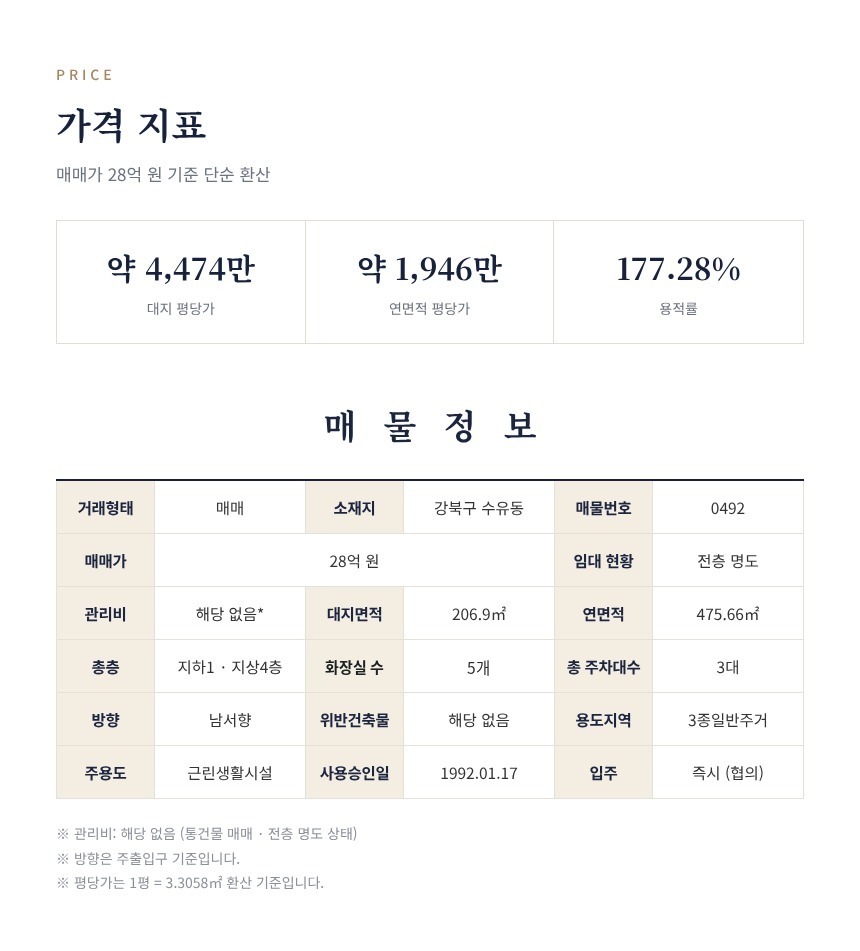 PRICE
가격 지표
매매가 28억 원 기준 단순 환산
약 4,474만 약 1,946만 177.28%
대지 평당가 연면적 평당가 용적률
매 물 정 보
거래형태 매매 소재지 강북구 수유동 매물번호 0492
매매가 28억 원 임대 현황 전층 명도
관리비 해당 없음* 대지면적 206.9㎡ 연면적 475.66㎡
총층 지하1 · 지상4층 화장실 수 5개 총 주차대수 3대
방향 남서향 위반건축물 해당 없음 용도지역 3종일반주거
주용도 근린생활시설 사용승인일 1992.01.17 입주 즉시 (협의)
※ 관리비: 해당 없음 (통건물 매매 · 전층 명도 상태)
※ 방향은 주출입구 기준입니다.
※ 평당가는 1평 = 3.3058㎡ 환산 기준입니다.